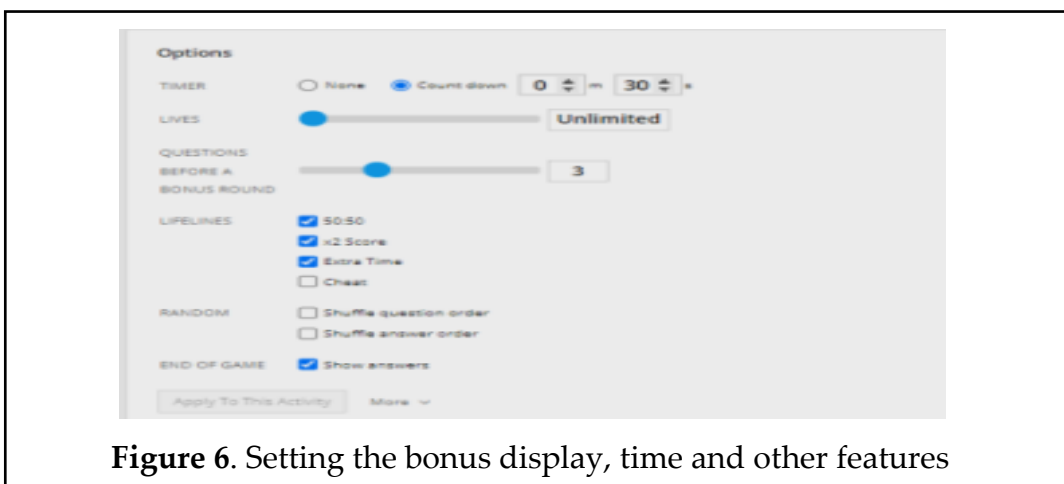 Options
TIMER None Count down 0 m 30 s
LIVES Unlimited
QUESTIONS
BEFORE A 3
BONUS ROUND
LIFELINES 50:50
x2 Score
Extra Time
Cheat
RANDOM Shuffle question order
Shuffle answer order
END OF GAME Show answers
Apply To This Activity More
Figure 6. Setting the bonus display, time and other features